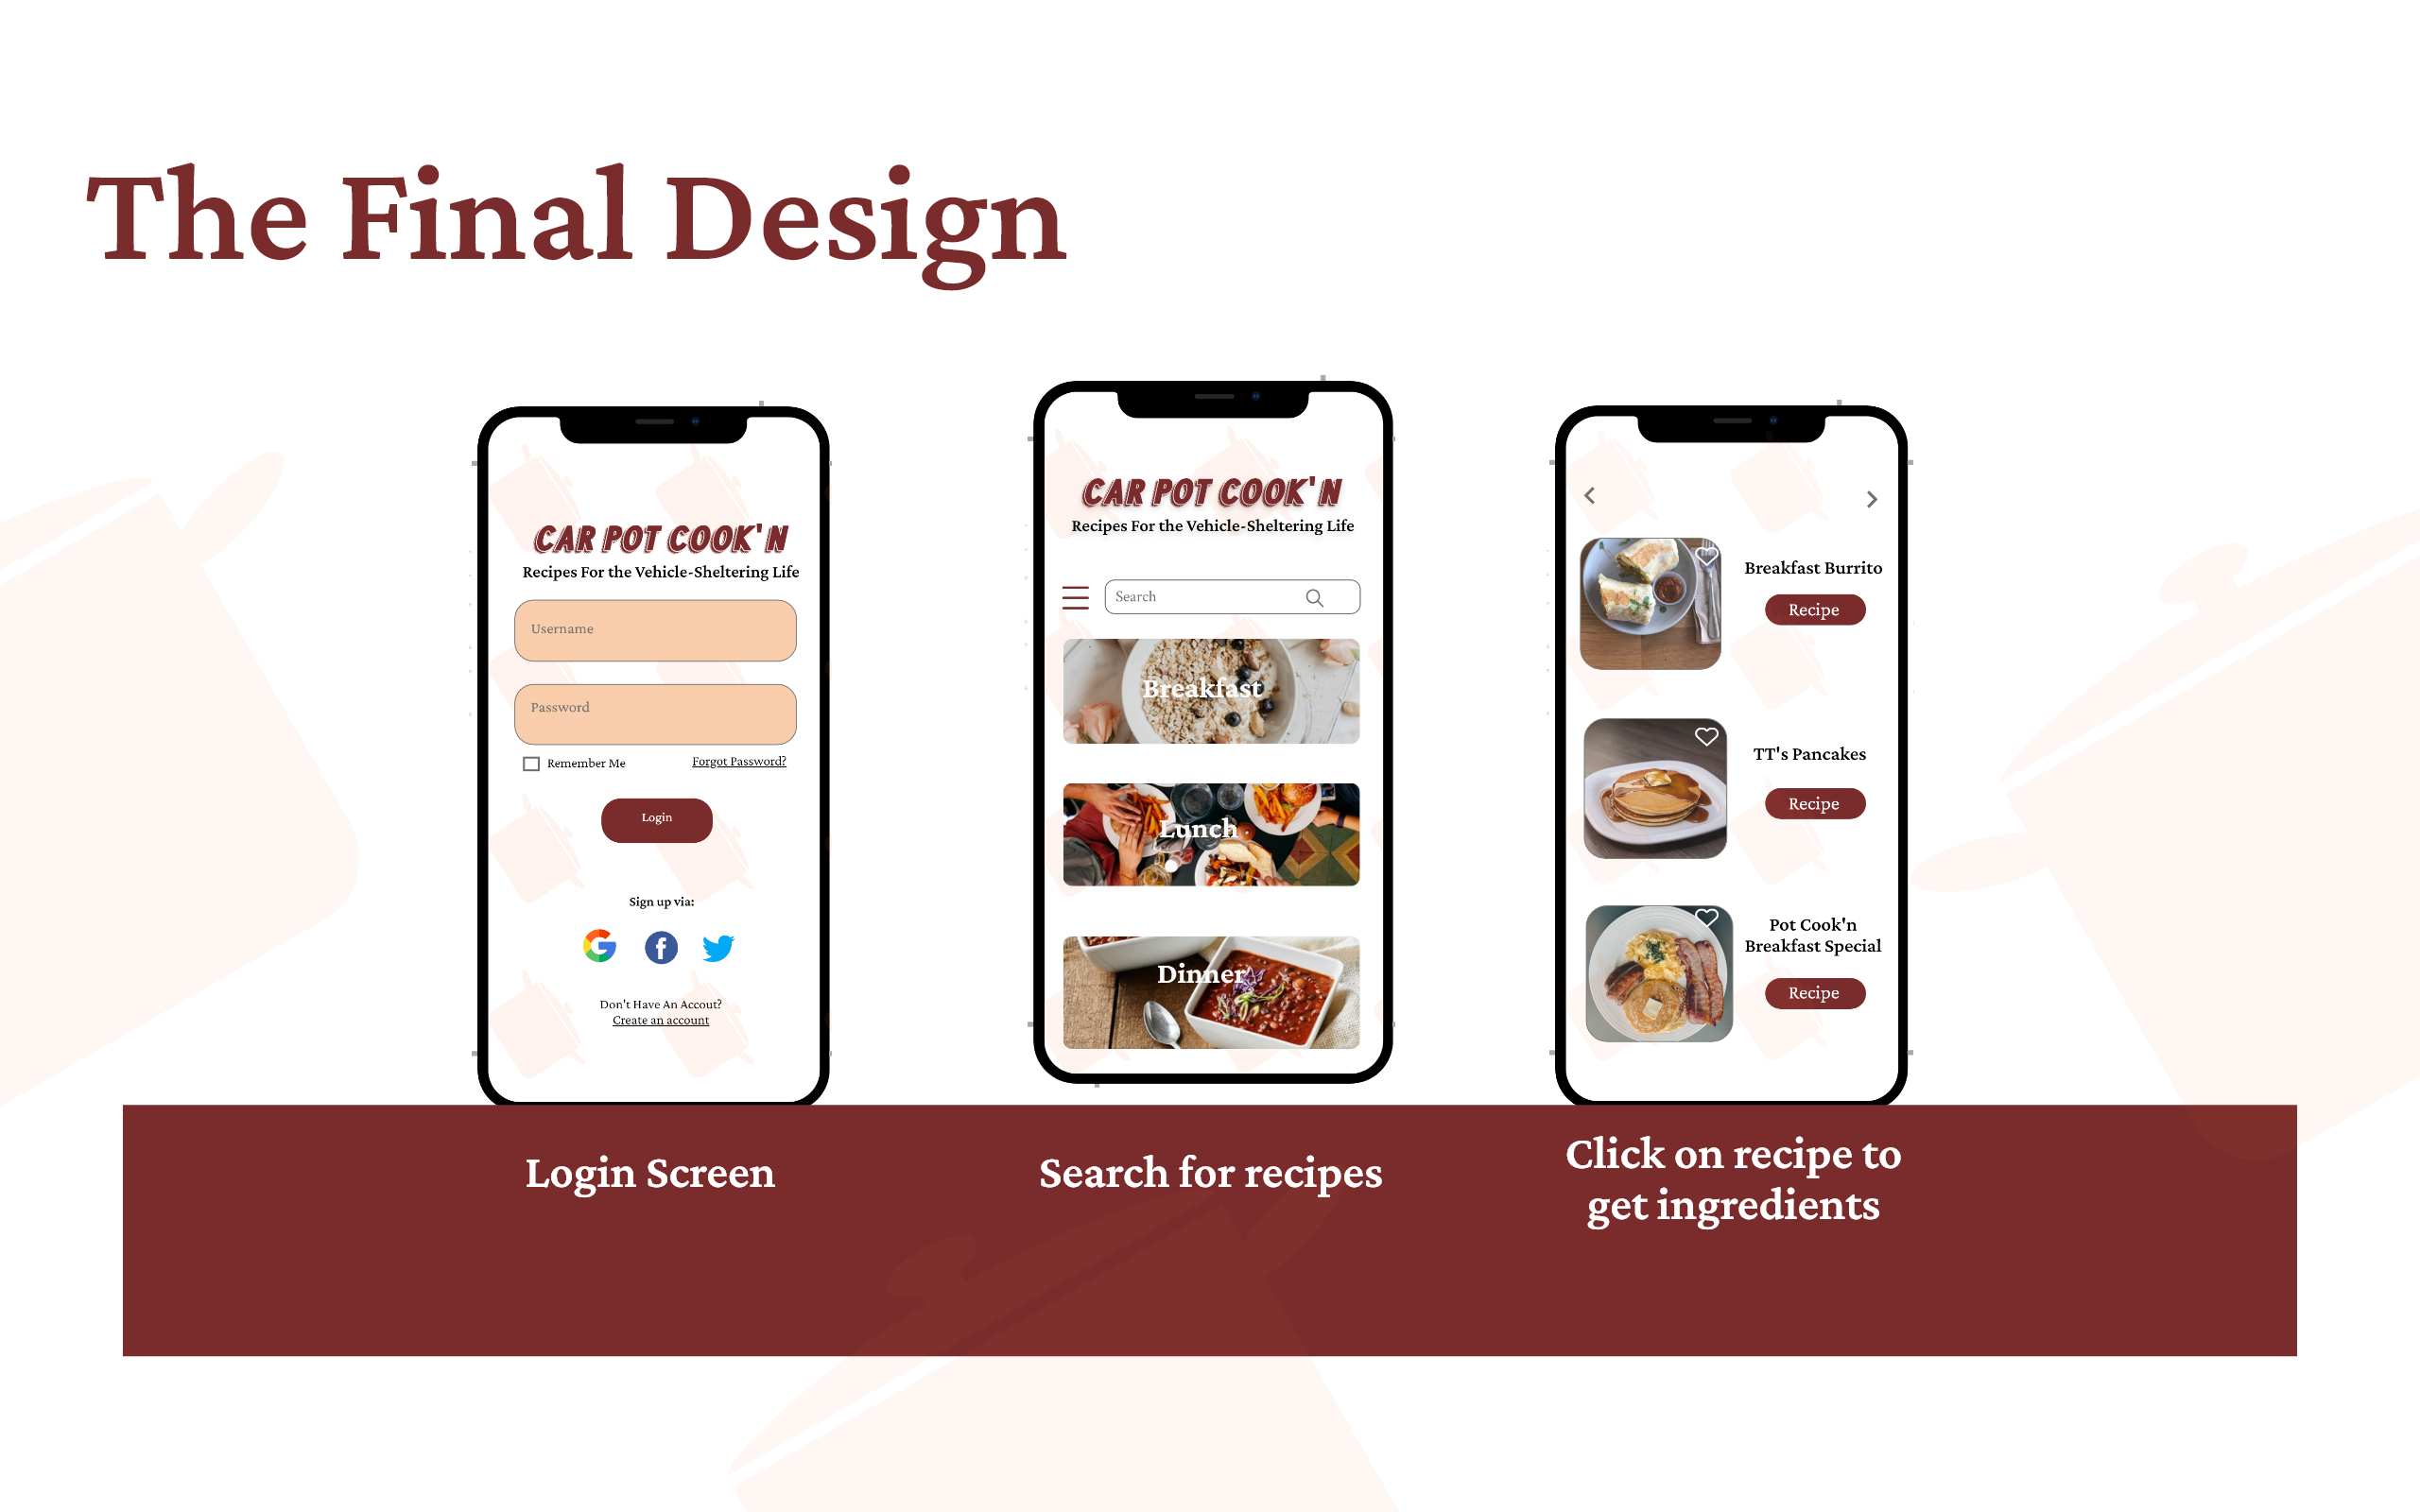 The Final Design
CAR POT COOK'N
Recipes For the Vehicle-Sheltering Life
Username
Password
Remember Me
Forgot Password?
Login
Sign up via:
Don't Have An Accout?
Create an account
CAR POT COOK'N
Recipes For the Vehicle-Sheltering Life
Search
Breakfast
Lunch
Dinner
Breakfast Burrito
Recipe
TT's Pancakes
Recipe
Pot Cook'n
Breakfast Special
Recipe
Login Screen
Search for recipes
Click on recipe to
get ingredients